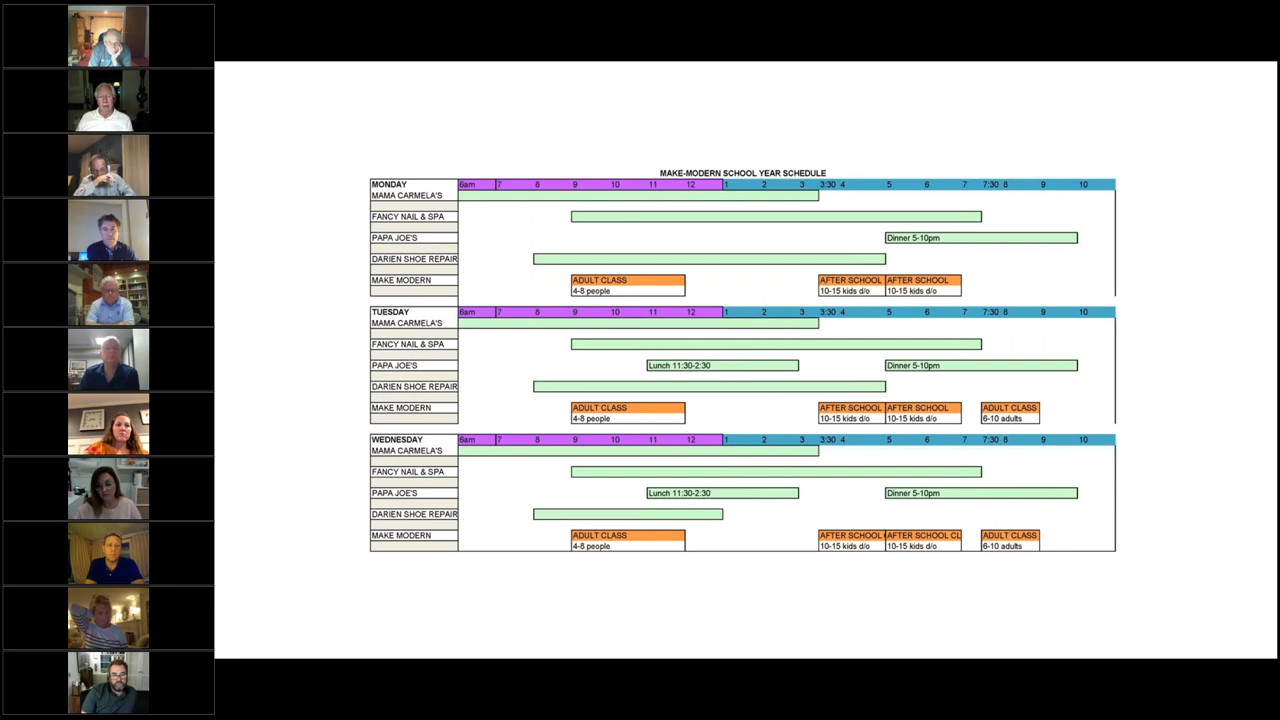 MAKE-MODERN SCHOOL YEAR SCHEDULE
MONDAY 6am 7 8 9 10 11 12 1 2 3 3:30 4 5 6 7 7:30 8 9 10
MAMA CARMELA'S
FANCY NAIL & SPA
PAPA JOE'S Dinner 5-10pm
DARIEN SHOE REPAIR
MAKE MODERN ADULT CLASS AFTER SCHOOL AFTER SCHOOL
4-8 people 10-15 kids d/o 10-15 kids d/o
TUESDAY 6am 7 8 9 10 11 12 1 2 3 3:30 4 5 6 7 7:30 8 9 10
MAMA CARMELA'S
FANCY NAIL & SPA
PAPA JOE'S Lunch 11:30-2:30 Dinner 5-10pm
DARIEN SHOE REPAIR
MAKE MODERN ADULT CLASS AFTER SCHOOL AFTER SCHOOL ADULT CLASS
4-8 people 10-15 kids d/o 10-15 kids d/o 6-10 adults
WEDNESDAY 6am 7 8 9 10 11 12 1 2 3 3:30 4 5 6 7 7:30 8 9 10
MAMA CARMELA'S
FANCY NAIL & SPA
PAPA JOE'S Lunch 11:30-2:30 Dinner 5-10pm
DARIEN SHOE REPAIR
MAKE MODERN ADULT CLASS AFTER SCHOOL AFTER SCHOOL CL ADULT CLASS
4-8 people 10-15 kids d/o 10-15 kids d/o 6-10 adults